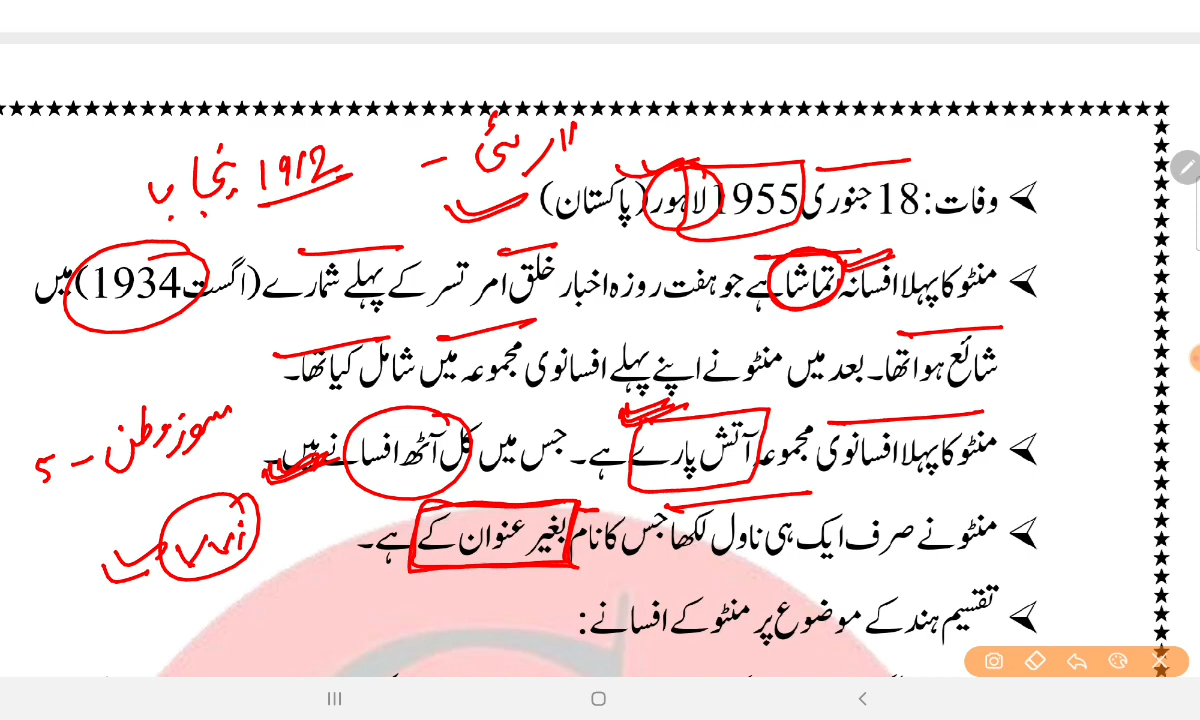 ۱۱ مئی - 1912 پنجاب
وفات: 18 جنوری 1955 لاہور (پاکستان)
منٹو کا پہلا افسانہ تماشا ہے جو ہفت روزہ اخبار خلق امرتسر کے پہلے شمارے (اگست 1934) میں
شائع ہوا تھا۔ بعد میں منٹو نے اپنے پہلے افسانوی مجموعہ میں شامل کیا تھا۔
منٹو کا پہلا افسانوی مجموعہ آتش پارے ہے۔ جس میں کل آٹھ افسانے ہیں۔
سوز وطن - 5
منٹو نے صرف ایک ہی ناول لکھا جس کا نام بغیر عنوان کے ہے۔
VVI
تقسیم ہند کے موضوع پر منٹو کے افسانے: